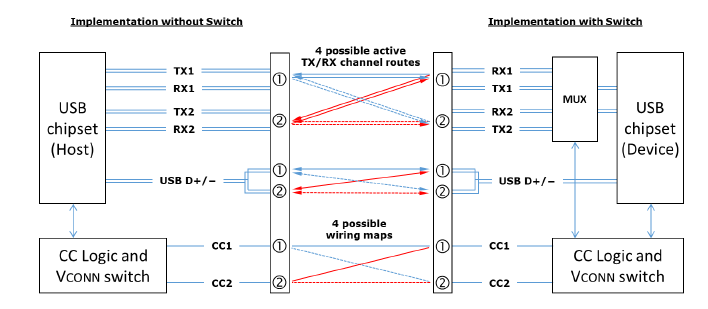 Implementation without Switch
Implementation with Switch
4 possible active
TX/RX channel routes
USB
chipset
(Host)
TX1
RX1
TX2
RX2
USB D+/−
①
②
①
②
①
②
①
②
①
②
①
②
RX1
TX1
RX2
TX2
USB D+/−
MUX
USB
chipset
(Device)
4 possible
wiring maps
CC Logic and
VCONN switch
CC1
CC2
CC1
CC2
CC Logic and
VCONN switch